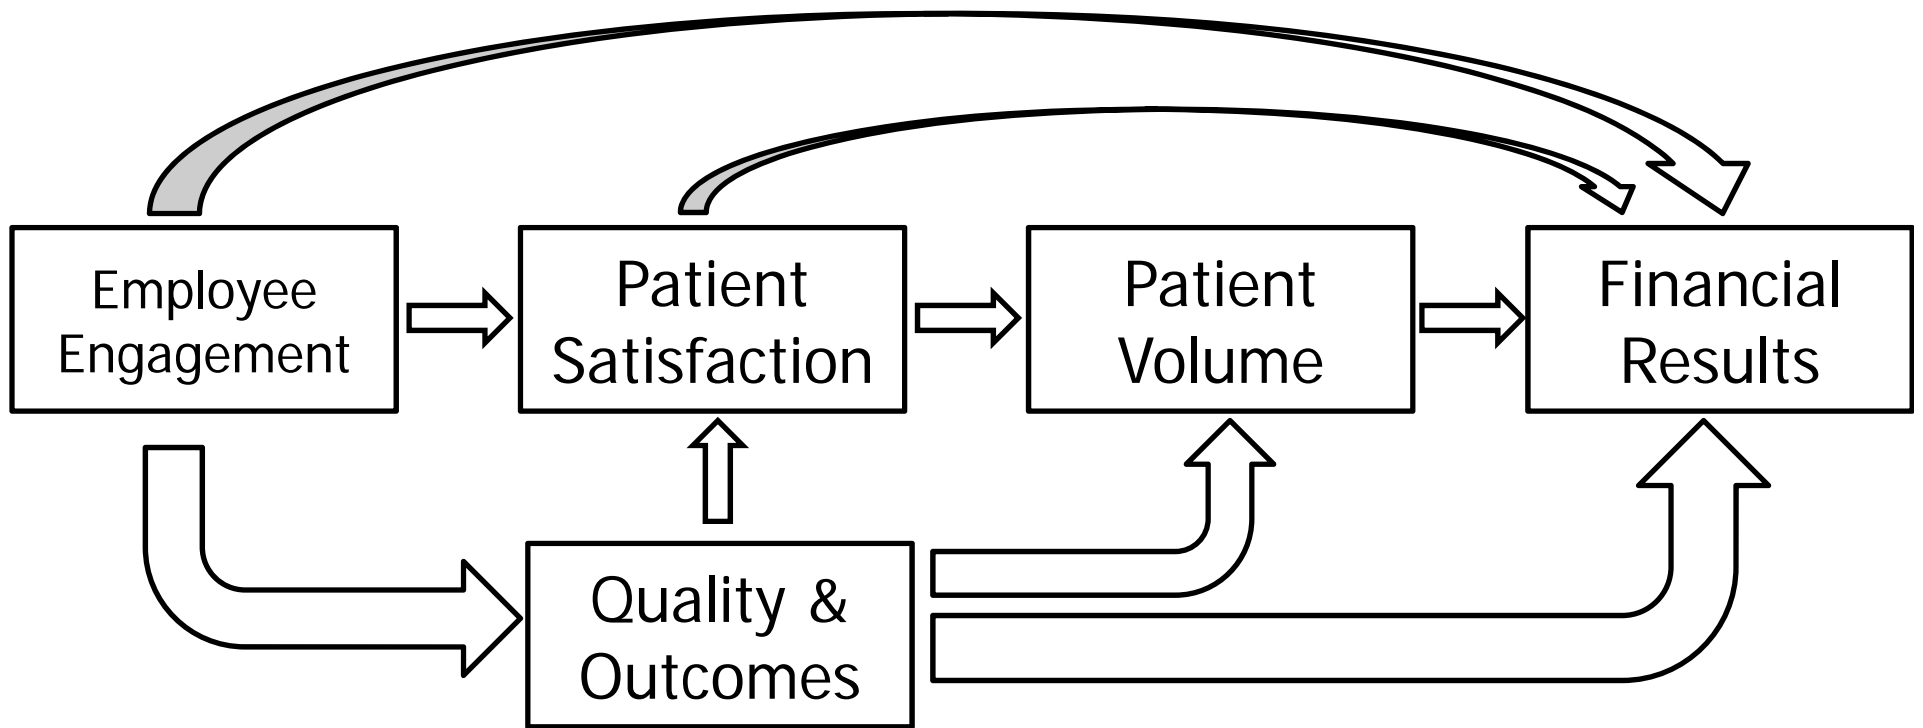 Employee
Engagement
Patient
Satisfaction
Patient
Volume
Financial
Results
Quality &
Outcomes